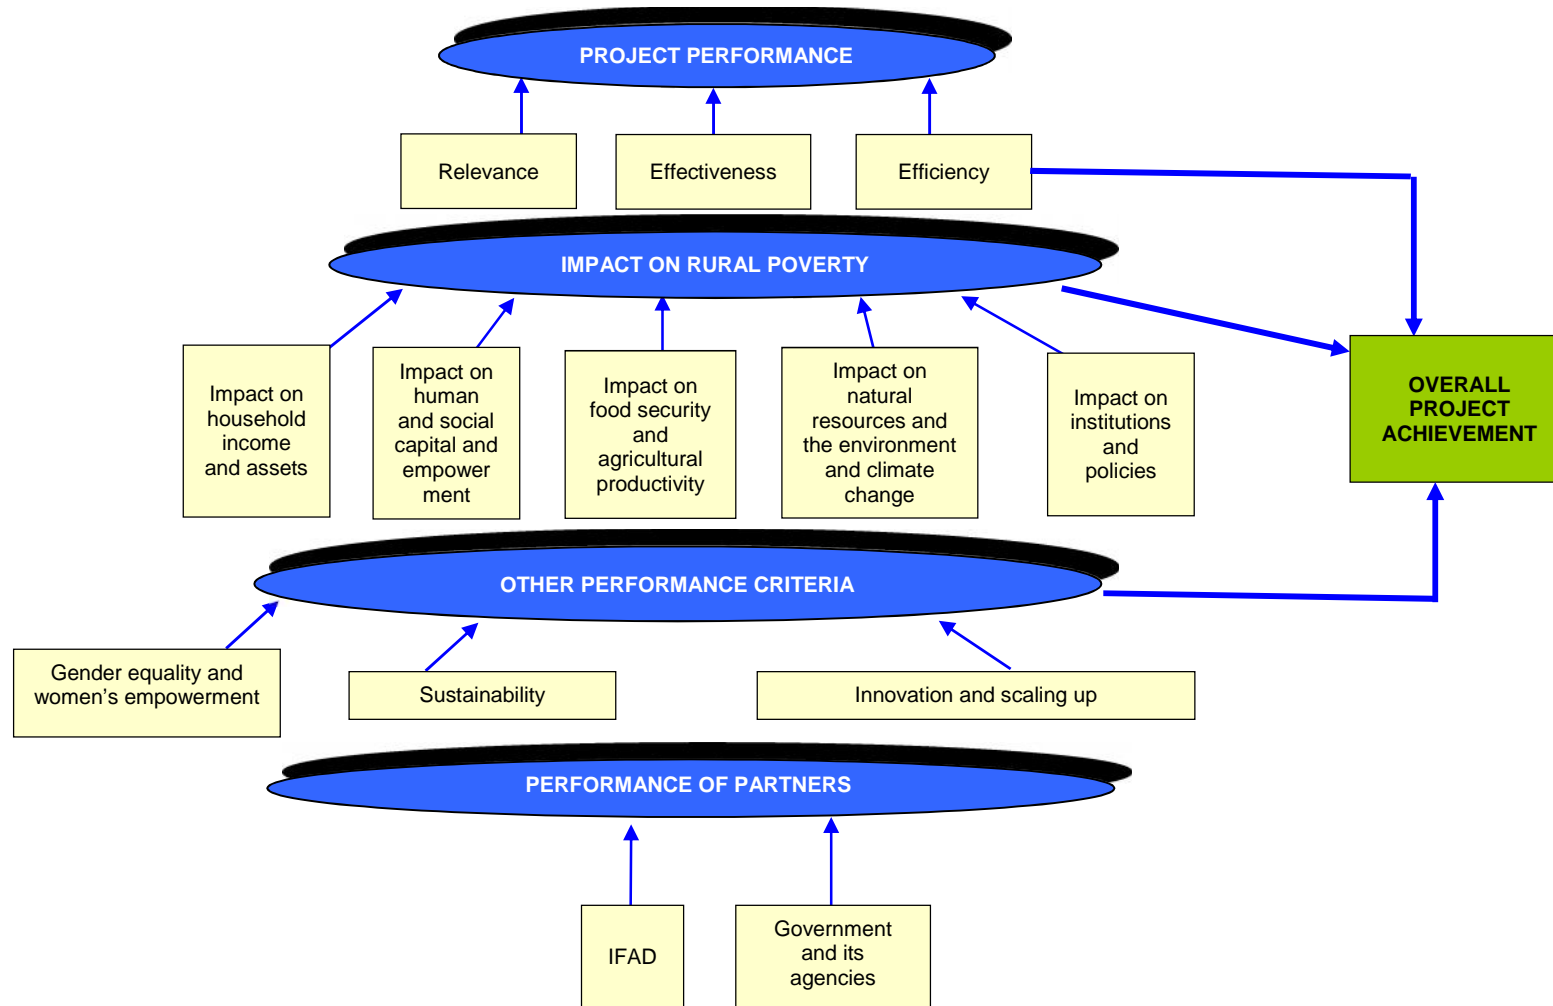 PROJECT PERFORMANCE
Relevance
Effectiveness
Efficiency
IMPACT ON RURAL POVERTY
Impact on
household
income
and assets
Impact on
human
and social
capital and
empower
ment
Impact on
food security
and
agricultural
productivity
Impact on
natural
resources and
the environment
and climate
change
Impact on
institutions
and
policies
OVERALL
PROJECT
ACHIEVEMENT
OTHER PERFORMANCE CRITERIA
Gender equality and
women’s empowerment
Sustainability
Innovation and scaling up
PERFORMANCE OF PARTNERS
IFAD
Government
and its
agencies